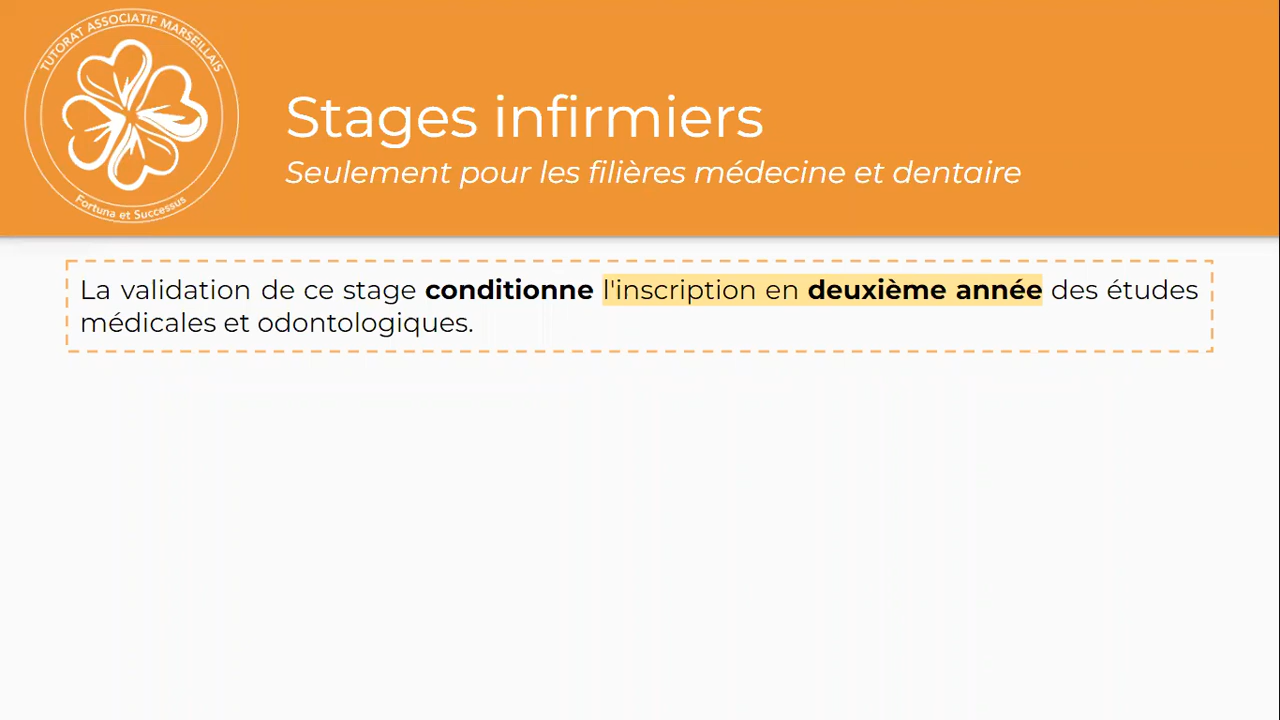 TUTORAT ASSOCIATIF MARSEILLAIS
Fortuna et Successus
Stages infirmiers
Seulement pour les filières médecine et dentaire
La validation de ce stage conditionne l'inscription en deuxième année des études
médicales et odontologiques.